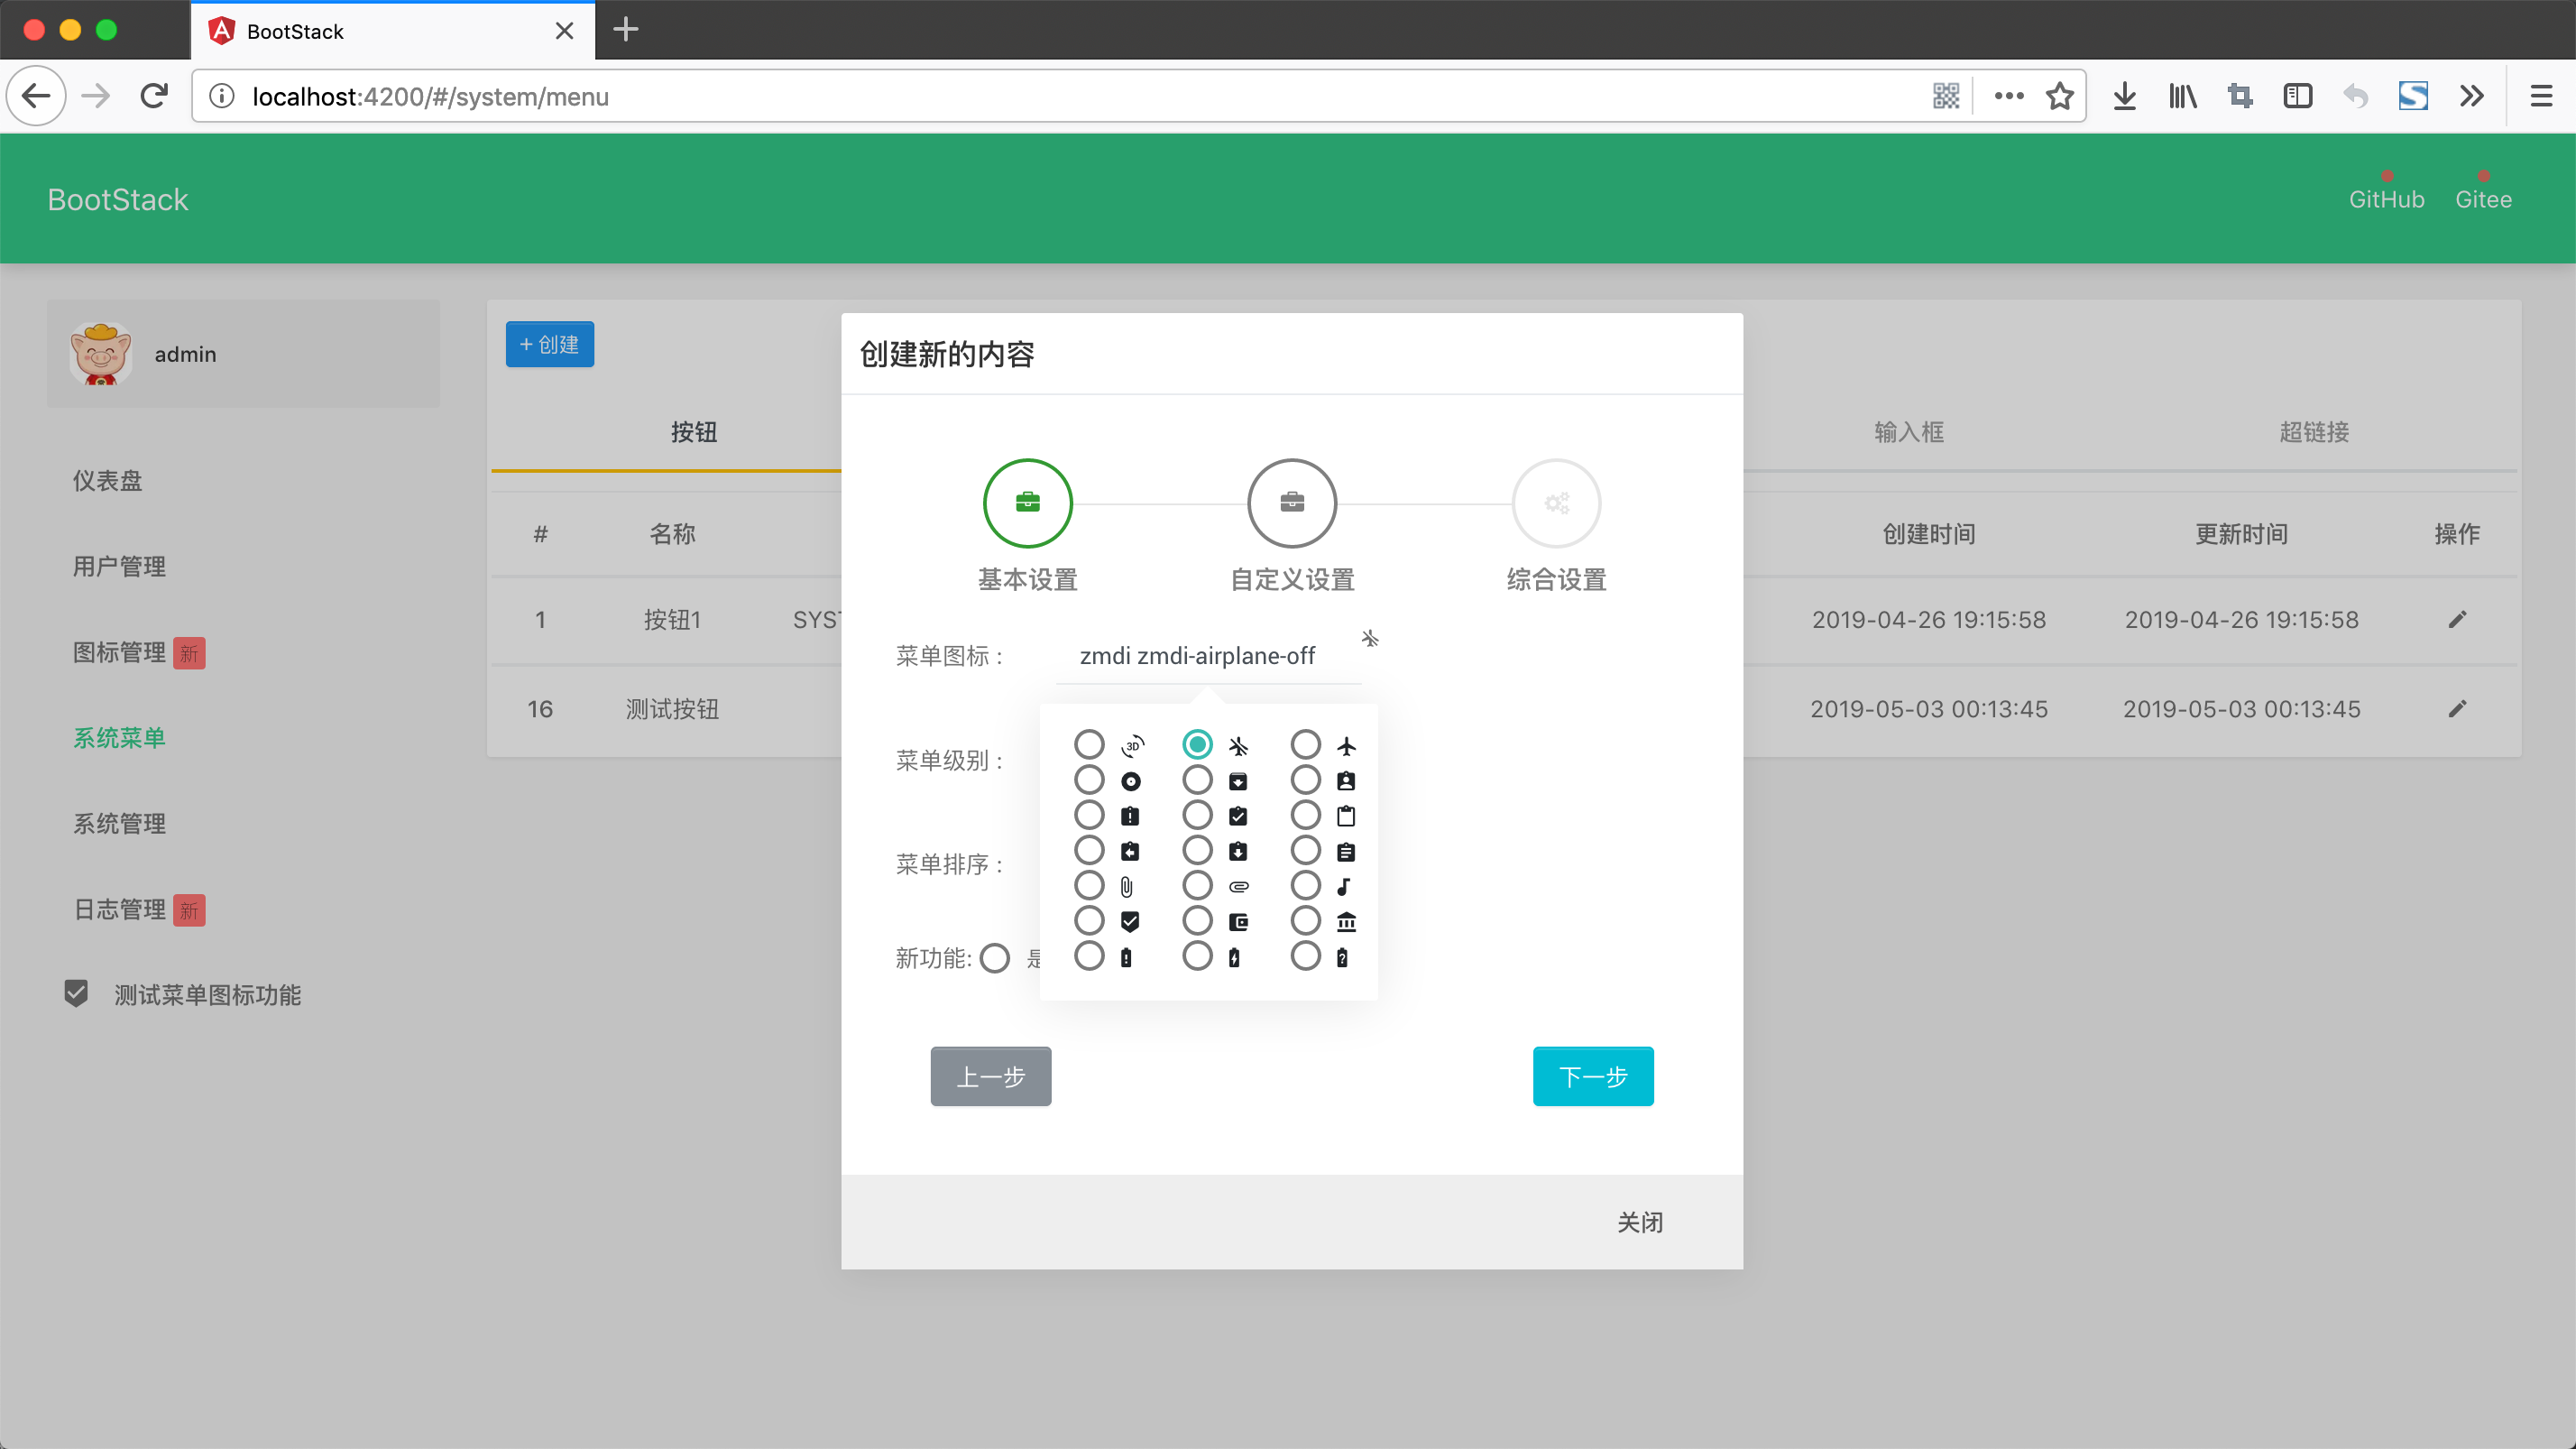 BootStack
localhost:4200/#/system/menu
BootStack
GitHub Gitee
admin
仪表盘
用户管理
图标管理 新
系统菜单
系统管理
日志管理 新
测试菜单图标功能
+ 创建
按钮 输入框 超链接
# 名称 创建时间 更新时间 操作
1 按钮1 SYST 2019-04-26 19:15:58 2019-04-26 19:15:58
16 测试按钮 2019-05-03 00:13:45 2019-05-03 00:13:45
创建新的内容
基本设置 自定义设置 综合设置
菜单图标 : zmdi zmdi-airplane-off
菜单级别 :
菜单排序 :
新功能: 是
3D
上一步 下一步
关闭